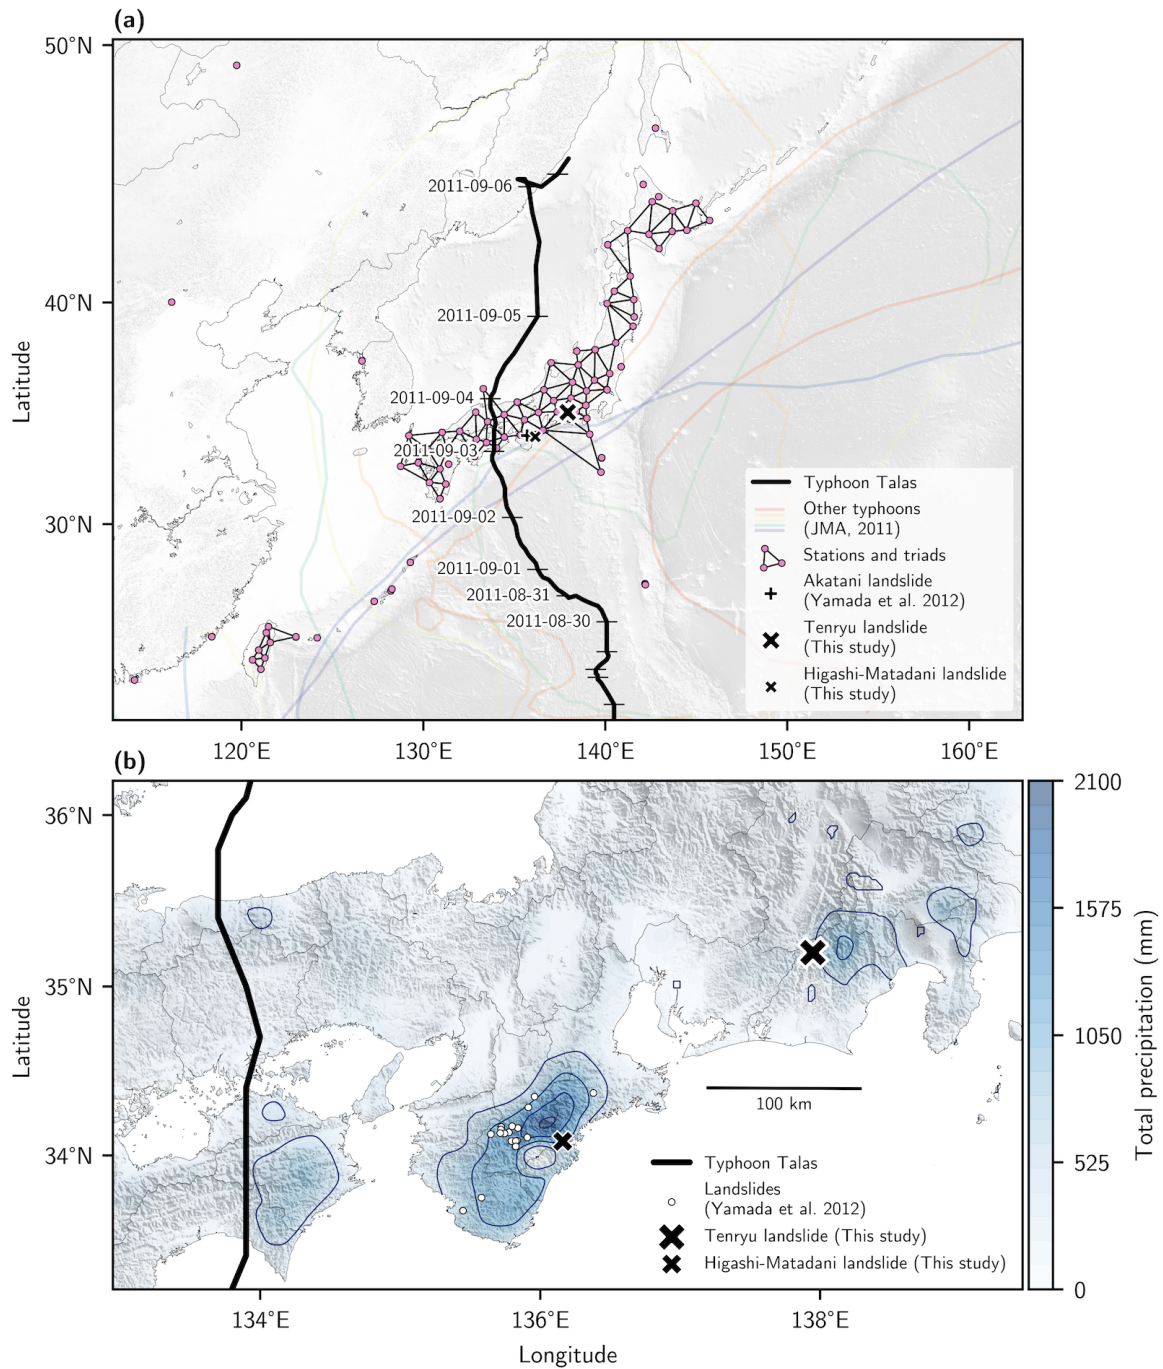 (a)
50°N
40°N
30°N
Latitude
2011-09-06
2011-09-05
2011-09-04
2011-09-03
2011-09-02
2011-09-01
2011-08-31
2011-08-30
Typhoon Talas
Other typhoons
(JMA, 2011)
Stations and triads
Akatani landslide
(Yamada et al. 2012)
Tenryu landslide
(This study)
Higashi-Matadani landslide
(This study)
120°E
130°E
140°E
150°E
160°E
(b)
36°N
35°N
34°N
Latitude
100 km
Typhoon Talas
Landslides
(Yamada et al. 2012)
Tenryu landslide (This study)
Higashi-Matadani landslide (This study)
134°E
136°E
138°E
Longitude
2100
1575
1050
525
0
Total precipitation (mm)